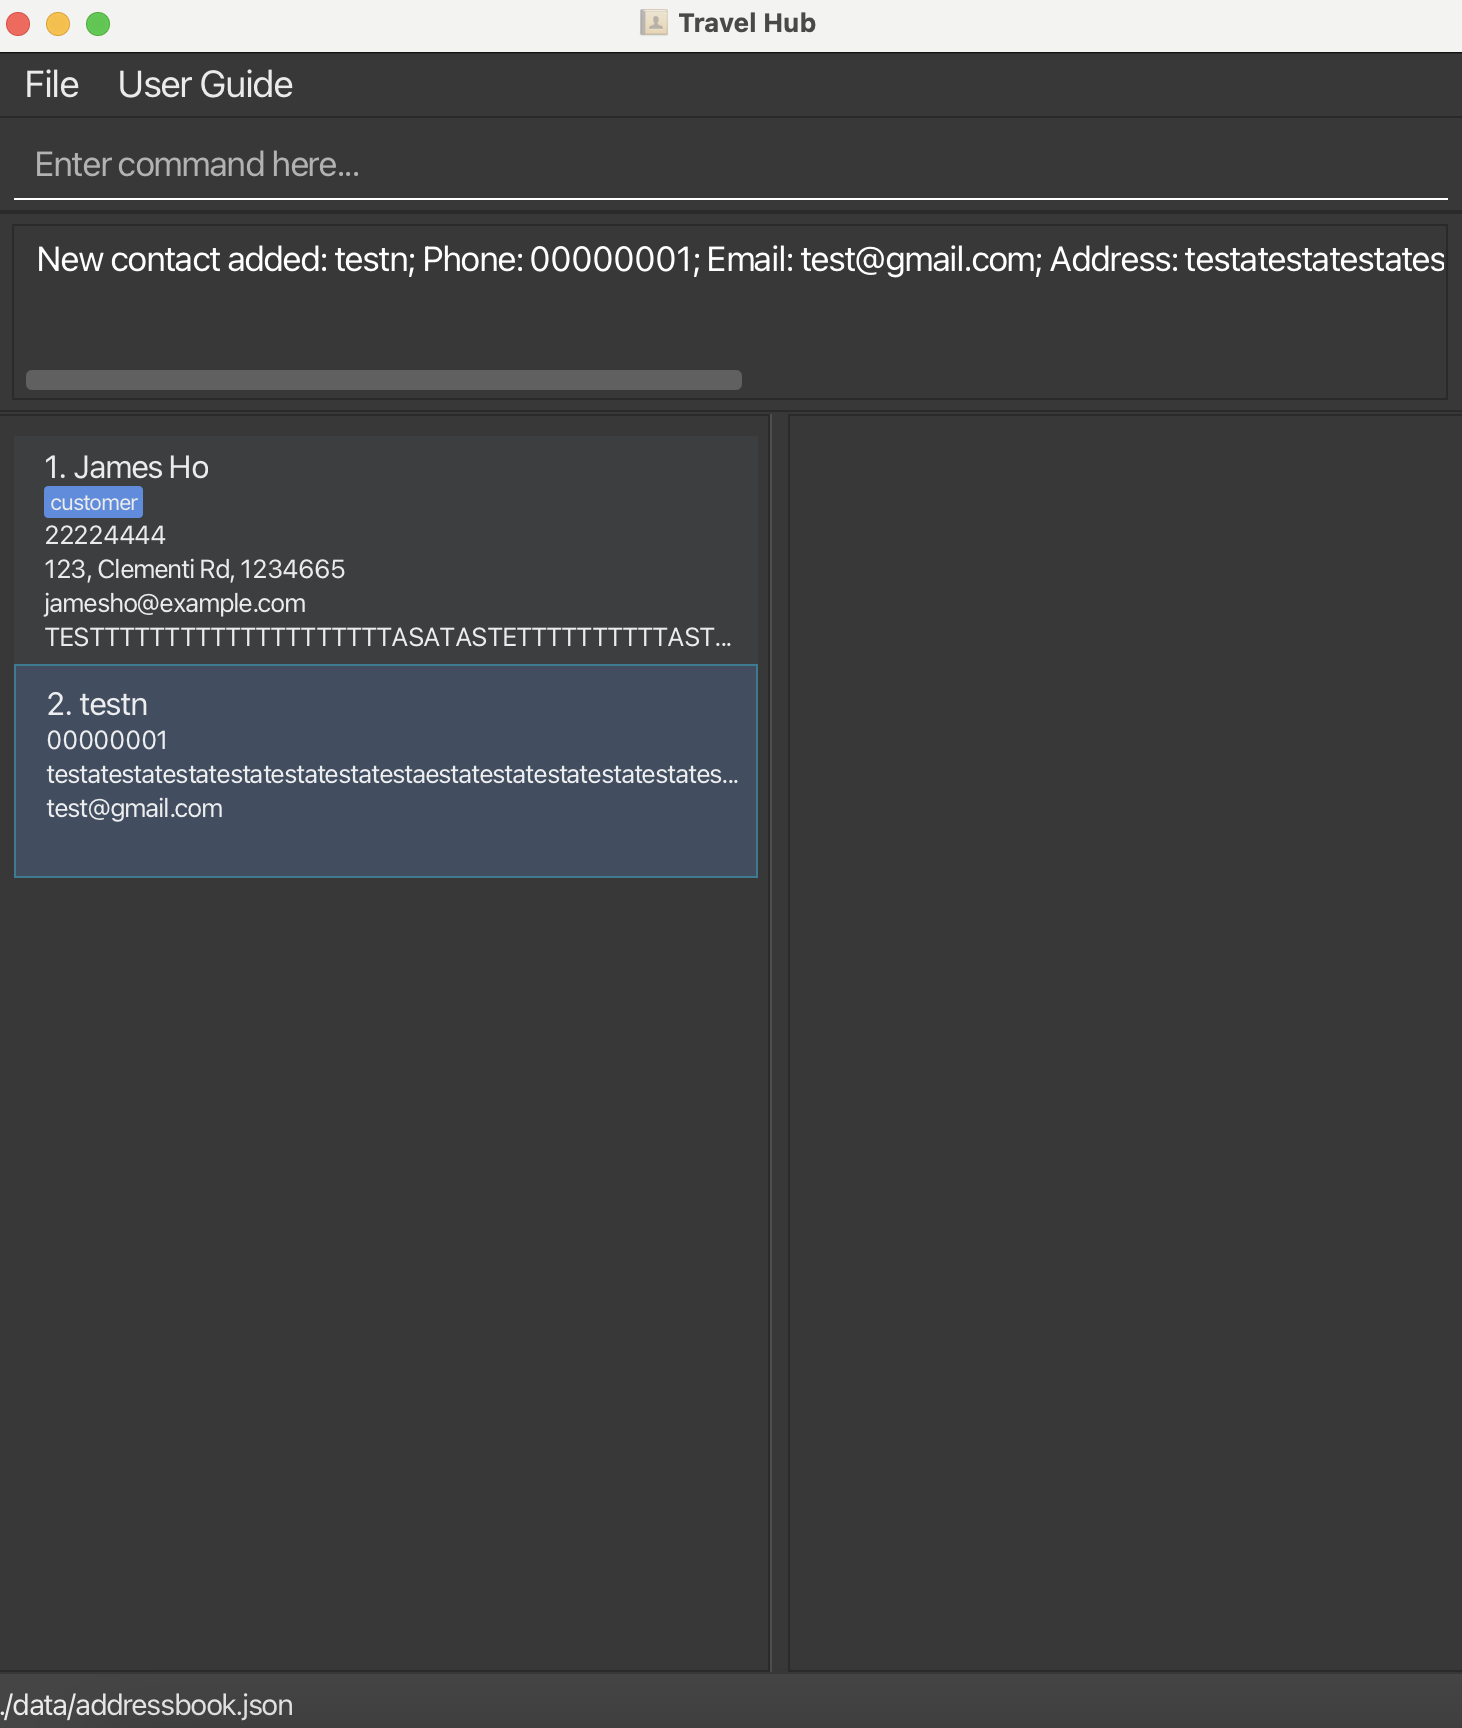 Travel Hub
File User Guide
Enter command here...
New contact added: testn; Phone: 00000001; Email: test@gmail.com; Address: testatestatestates
1. James Ho
customer
22224444
123, Clementi Rd, 1234665
jamesho@example.com
TESTTTTTTTTTTTTTTTTTTTTTASATASTETTTTTTTTTTAST...
2. testn
00000001
testatestatestatestatestatestatestaestatestatestatestatestates...
test@gmail.com
./data/addressbook.json